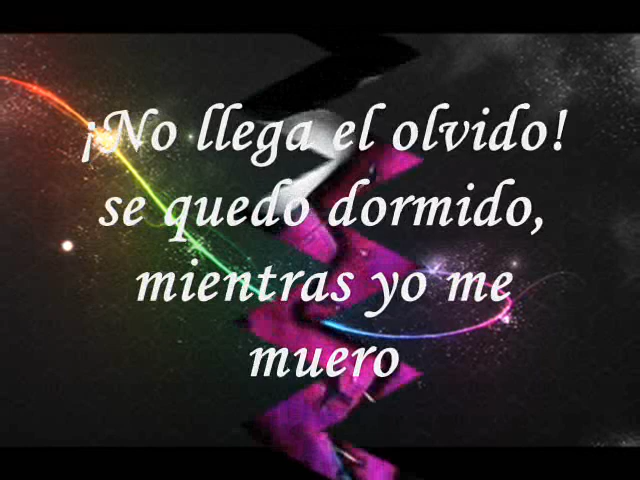 ¡No llega el olvido!
se quedo dormido,
mientras yo me
muero